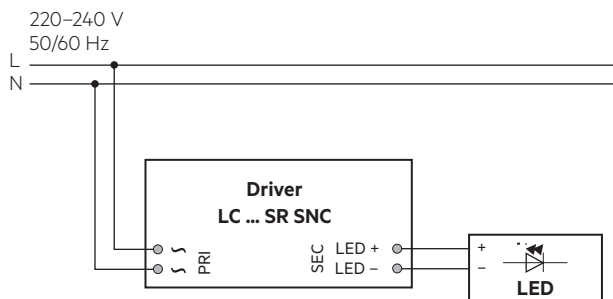 220–240 V
50/60 Hz
L
N
Driver
LC ... SR SNC
~ PRI SEC LED + +
~ LED – –
LED